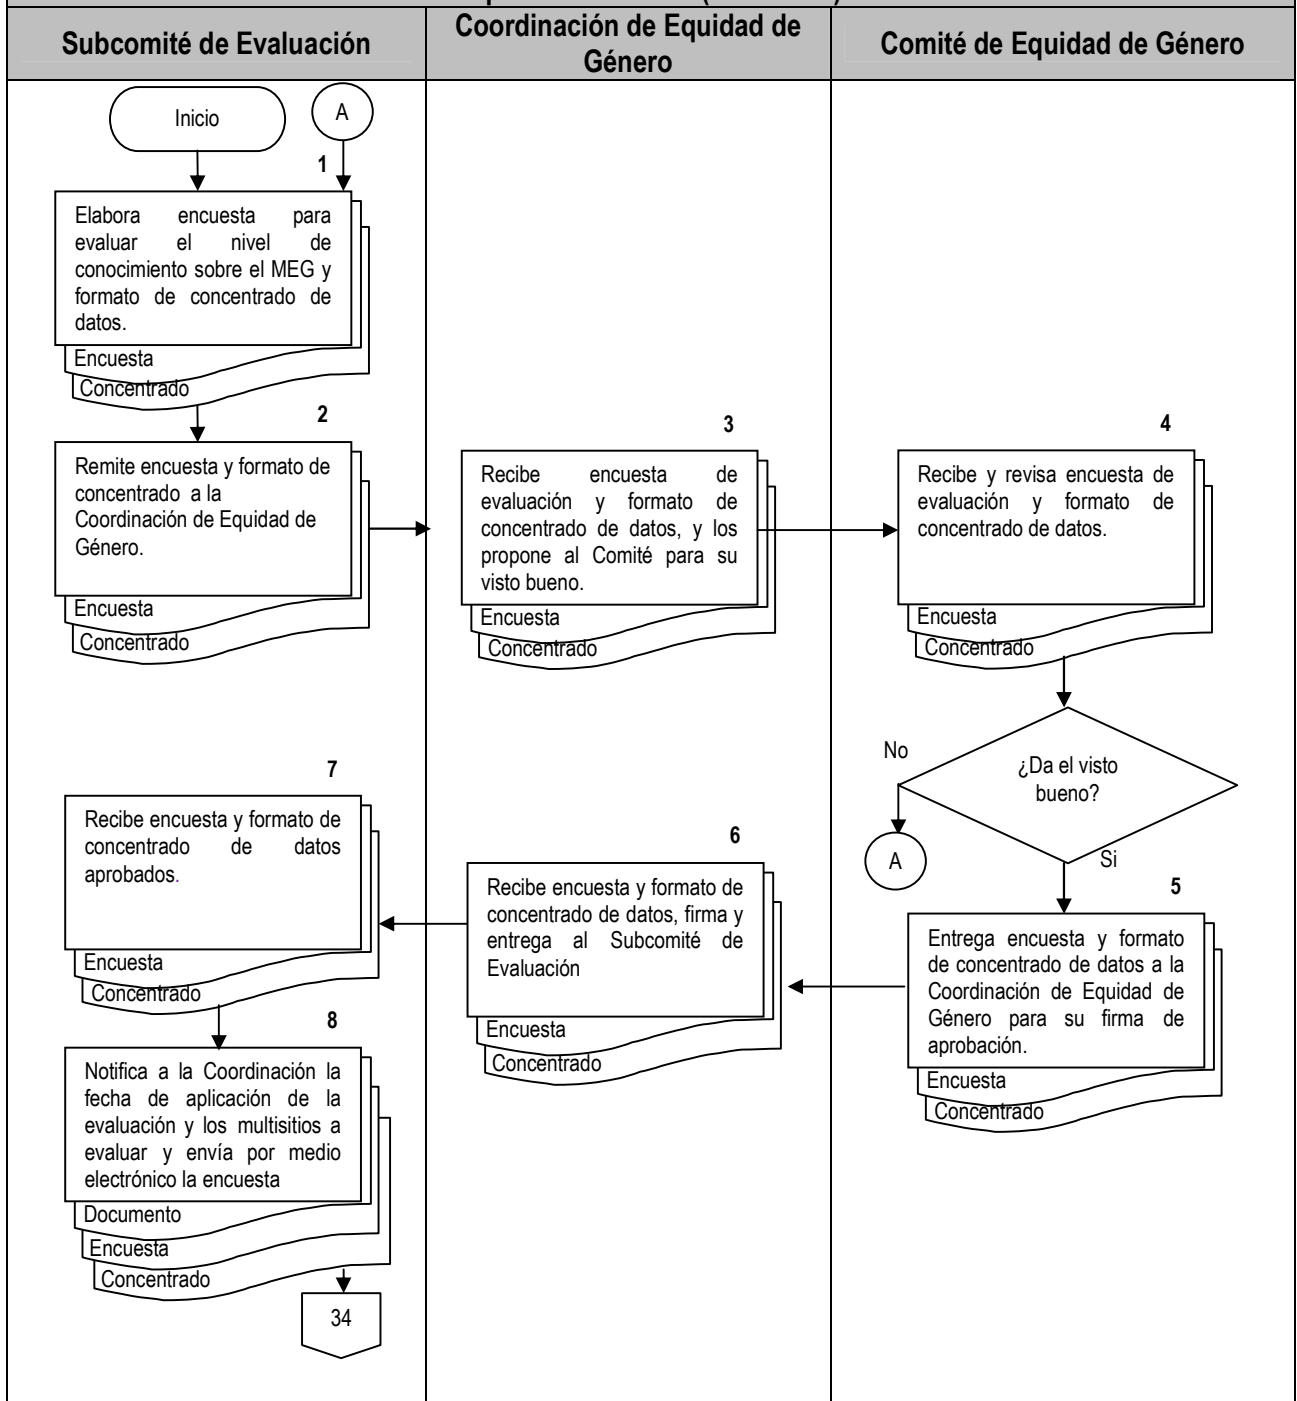 Subcomité de Evaluación
Coordinación de Equidad de
Género
Comité de Equidad de Género
Inicio
A
1
Elabora encuesta para
evaluar el nivel de
conocimiento sobre el MEG y
formato de concentrado de
datos.
Encuesta
Concentrado
2
Remite encuesta y formato de
concentrado a la
Coordinación de Equidad de
Género.
Encuesta
Concentrado
3
Recibe encuesta de
evaluación y formato de
concentrado de datos, y los
propone al Comité para su
visto bueno.
Encuesta
Concentrado
4
Recibe y revisa encuesta de
evaluación y formato de
concentrado de datos.
Encuesta
Concentrado
¿Da el visto
bueno?
No
A
Si
5
Entrega encuesta y formato
de concentrado de datos a la
Coordinación de Equidad de
Género para su firma de
aprobación.
Encuesta
Concentrado
6
Recibe encuesta y formato de
concentrado de datos, firma y
entrega al Subcomité de
Evaluación
Encuesta
Concentrado
7
Recibe encuesta y formato de
concentrado de datos
aprobados.
Encuesta
Concentrado
8
Notifica a la Coordinación la
fecha de aplicación de la
evaluación y los multisitios a
evaluar y envía por medio
electrónico la encuesta
Documento
Encuesta
Concentrado
34